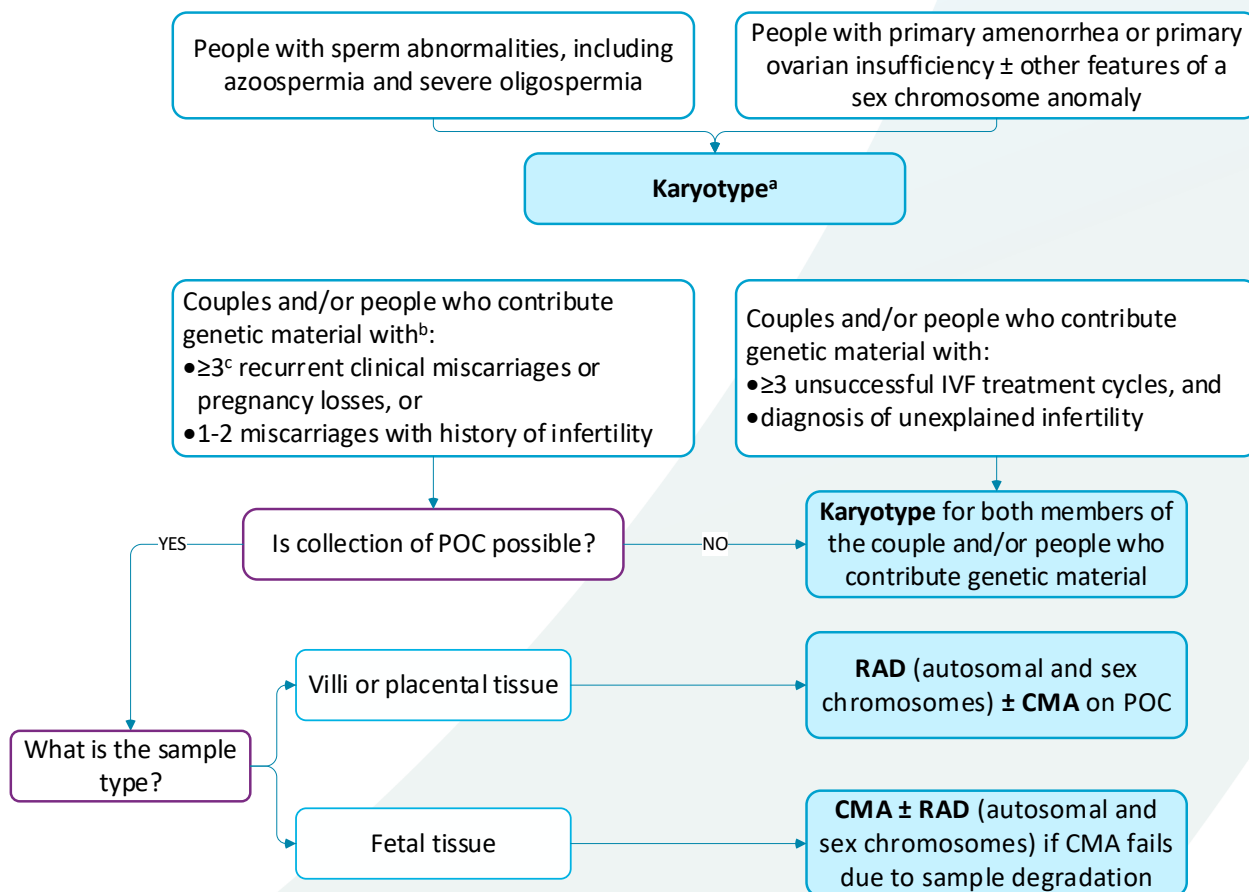 People with sperm abnormalities, including
azoospermia and severe oligospermia
People with primary amenorrhea or primary
ovarian insufficiency ± other features of a
sex chromosome anomaly
Karyotypeᵃ
Couples and/or people who contribute
genetic material withᵇ:
•≥3ᶜ recurrent clinical miscarriages or
pregnancy losses, or
•1-2 miscarriages with history of infertility
Couples and/or people who contribute
genetic material with:
•≥3 unsuccessful IVF treatment cycles, and
•diagnosis of unexplained infertility
YES
Is collection of POC possible?
NO
Karyotype for both members of
the couple and/or people who
contribute genetic material
Villi or placental tissue
RAD (autosomal and sex
chromosomes) ± CMA on POC
What is the sample
type?
Fetal tissue
CMA ± RAD (autosomal and
sex chromosomes) if CMA fails
due to sample degradation